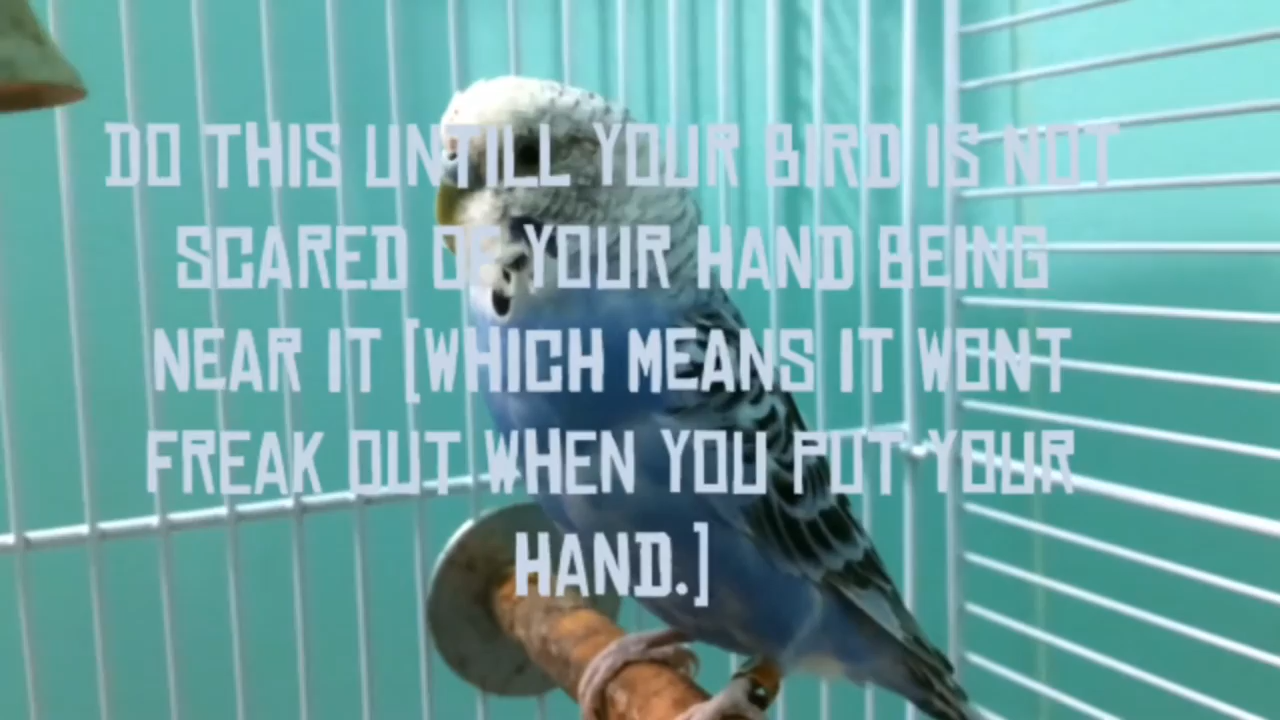 DO THIS UNTILL YOUR BIRD IS NOT
SCARED OF YOUR HAND BEING
NEAR IT [WHICH MEANS IT WONT
FREAK OUT WHEN YOU PUT YOUR
HAND.]